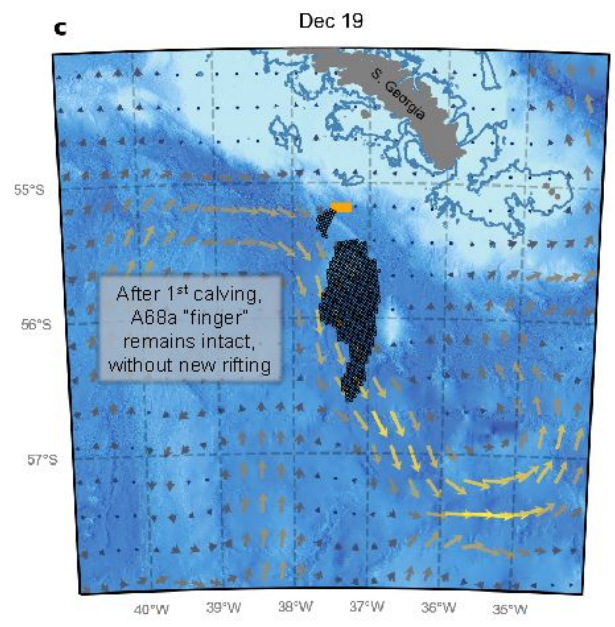 c
Dec 19
S. Georgia
55°S
After 1st calving,
A68a "finger"
remains intact,
without new rifting
56°S
57°S
40°W 39°W 38°W 37°W 36°W 35°W